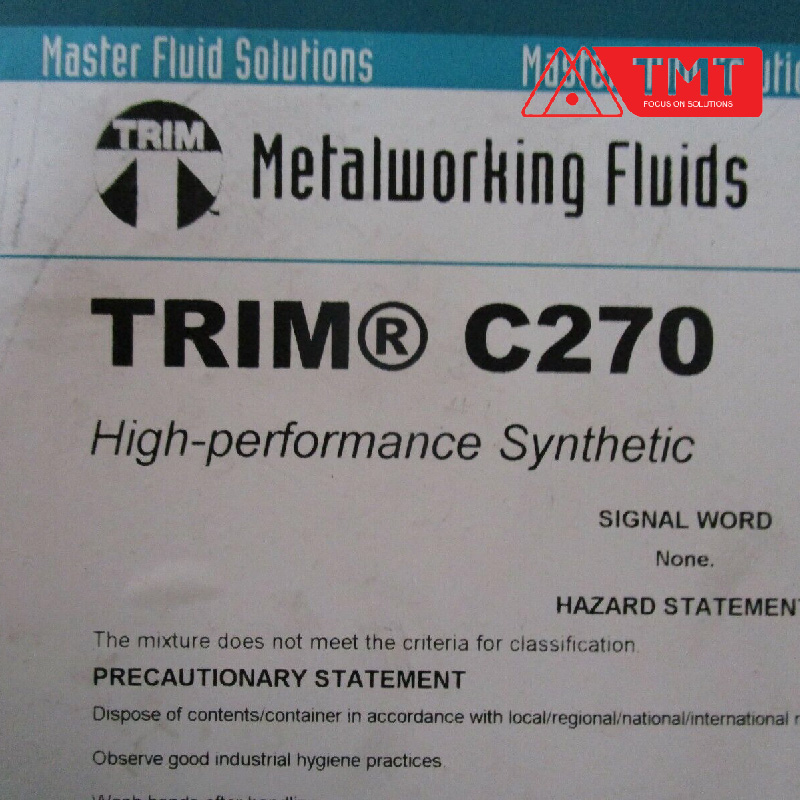 Master Fluid Solutions
TMT
FOCUS ON SOLUTIONS
TRIM
Metalworking Fluids
TRIM® C270
High-performance Synthetic
SIGNAL WORD
None.
HAZARD STATEMENT
The mixture does not meet the criteria for classification.
PRECAUTIONARY STATEMENT
Dispose of contents/container in accordance with local/regional/national/international
Observe good industrial hygiene practices.